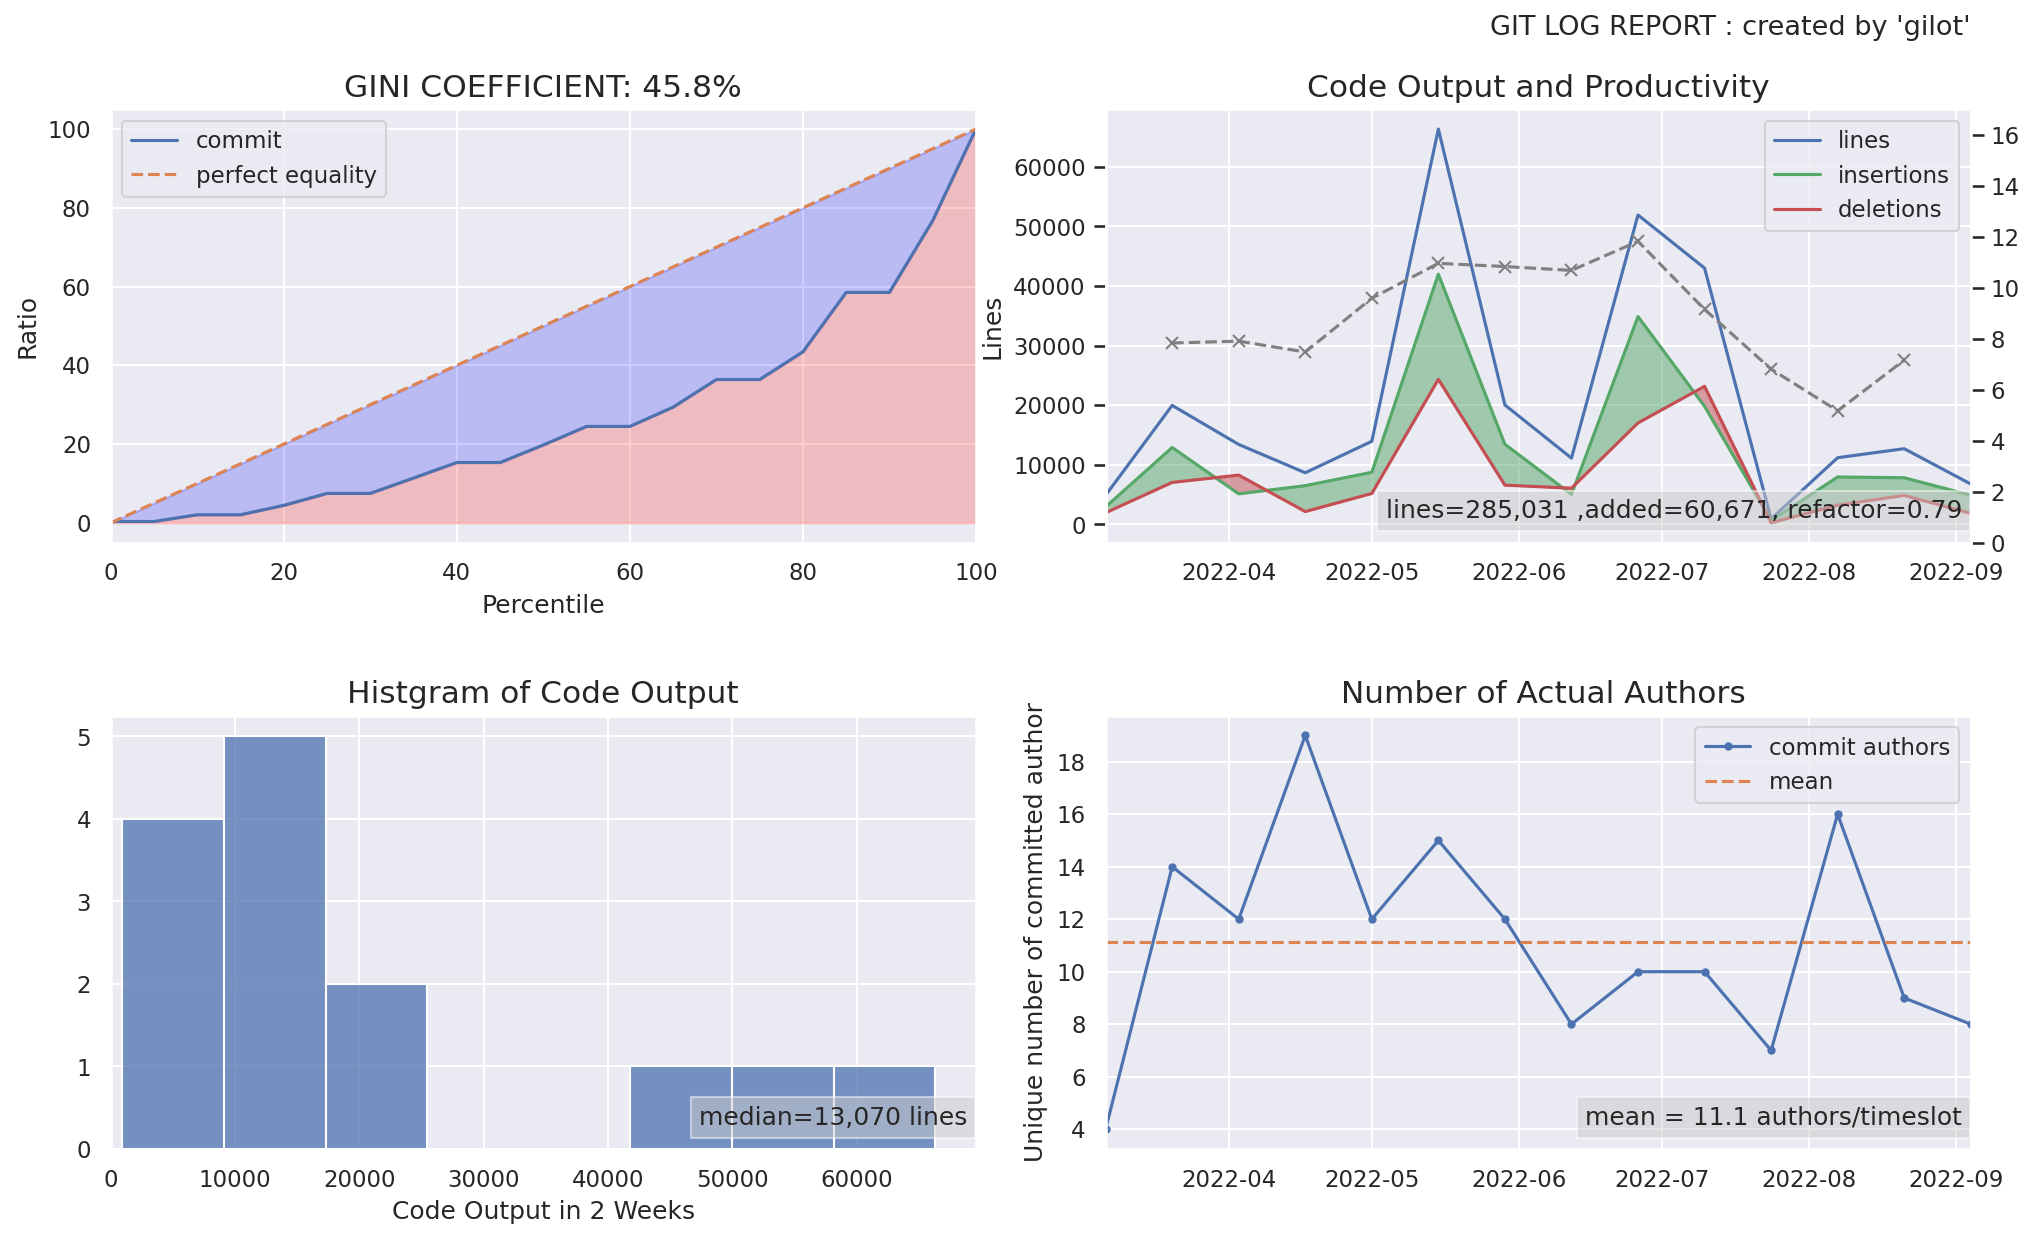 GIT LOG REPORT : created by 'gilot'
GINI COEFFICIENT: 45.8%
commit
perfect equality
100
80
60
40
20
0
Ratio
0 20 40 60 80 100
Percentile
Code Output and Productivity
lines
insertions
deletions
60000
50000
40000
30000
20000
10000
0
Lines
16
14
12
10
8
6
4
2
0
lines=285,031 ,added=60,671, refactor=0.79
2022-04 2022-05 2022-06 2022-07 2022-08 2022-09
Histgram of Code Output
5
4
3
2
1
0
median=13,070 lines
0 10000 20000 30000 40000 50000 60000
Code Output in 2 Weeks
Number of Actual Authors
commit authors
mean
Unique number of committed author
18
16
14
12
10
8
6
4
mean = 11.1 authors/timeslot
2022-04 2022-05 2022-06 2022-07 2022-08 2022-09